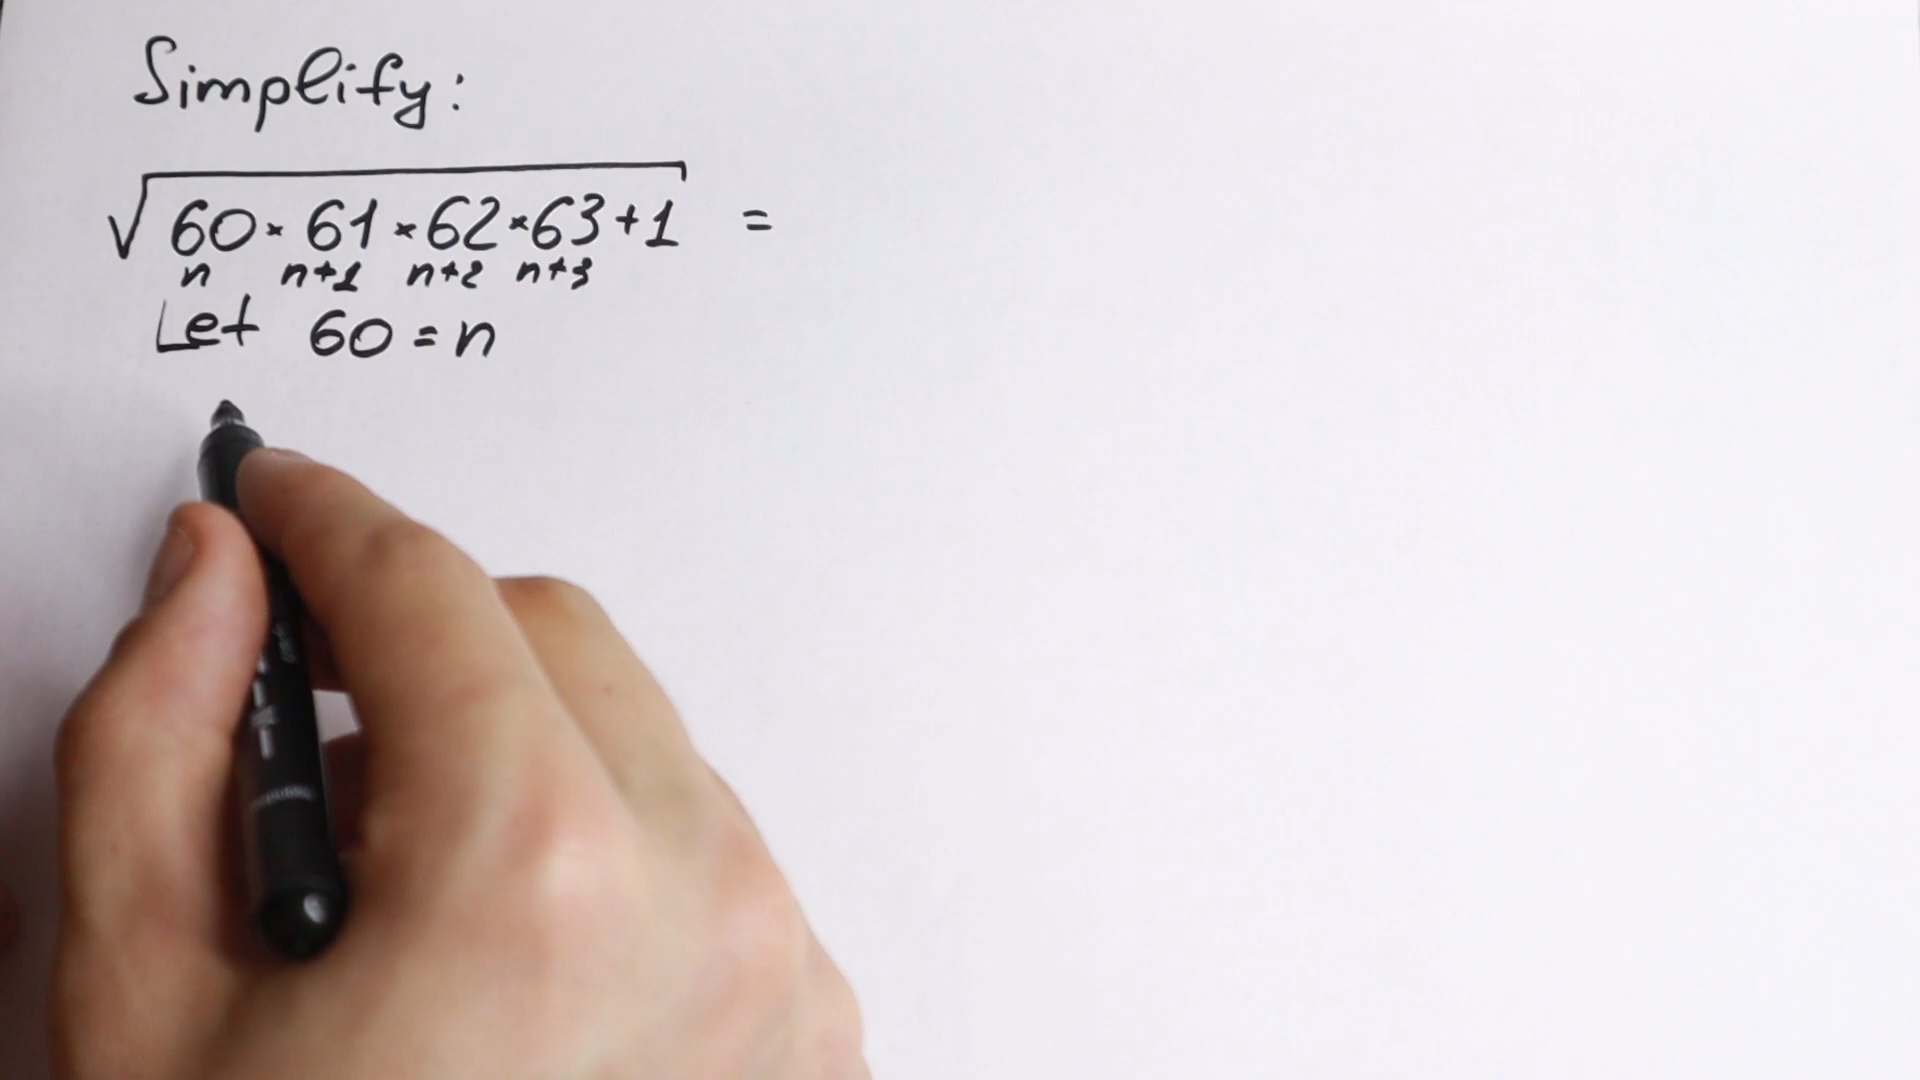 Simplify:
√60×61×62×63+1 =
n n+1 n+2 n+3
Let 60=n